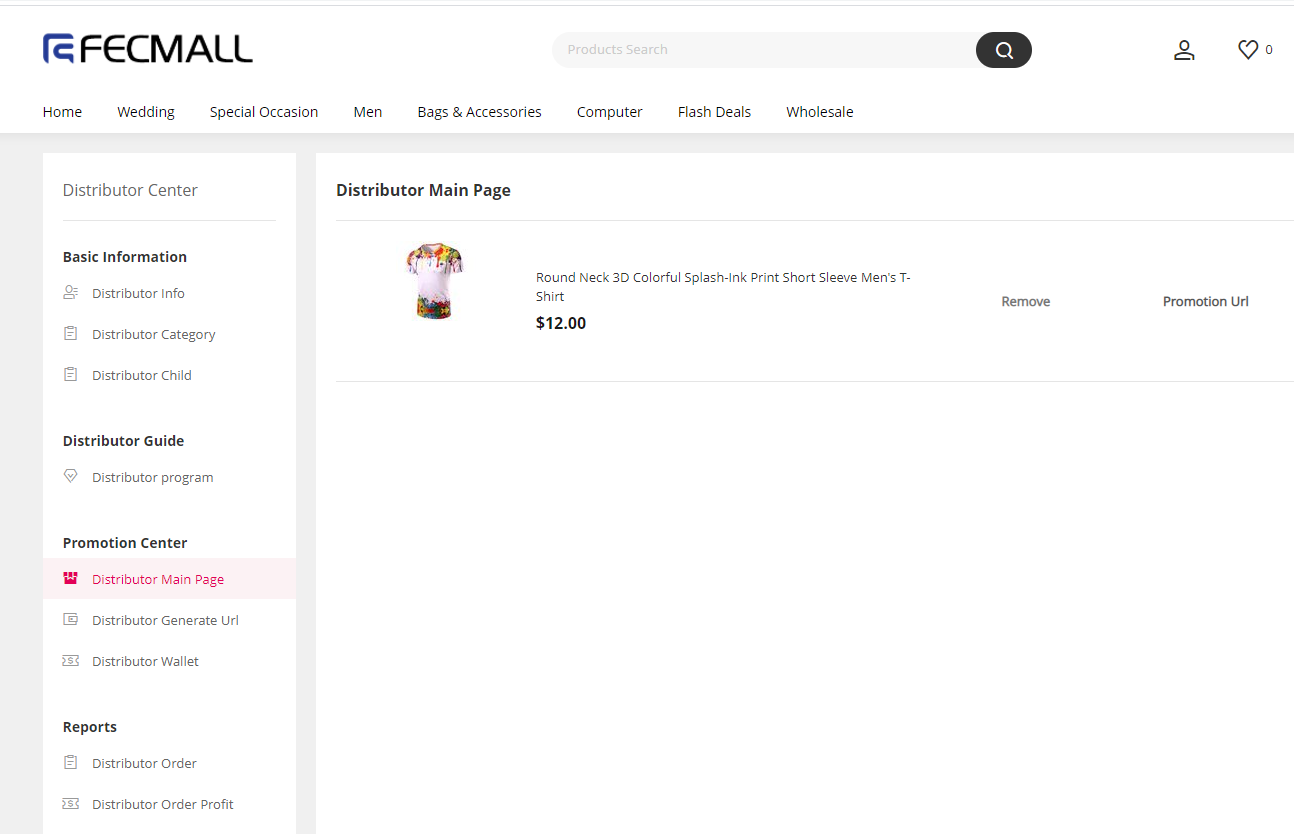 FECMALL
Products Search
0
Home Wedding Special Occasion Men Bags & Accessories Computer Flash Deals Wholesale
Distributor Center
Basic Information
Distributor Info
Distributor Category
Distributor Child
Distributor Guide
Distributor program
Promotion Center
Distributor Main Page
Distributor Generate Url
Distributor Wallet
Reports
Distributor Order
Distributor Order Profit
Distributor Main Page
Round Neck 3D Colorful Splash-Ink Print Short Sleeve Men's T-
Shirt
$12.00
Remove
Promotion Url